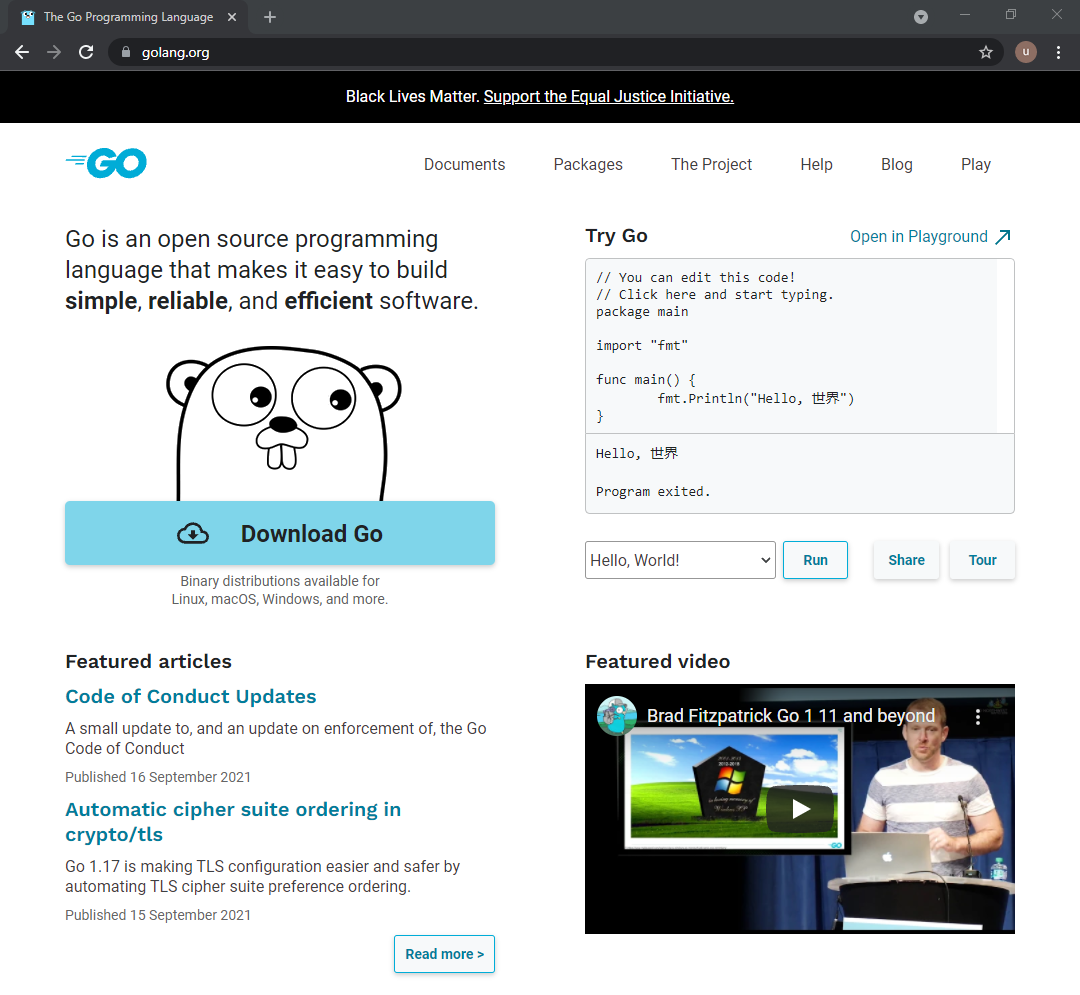 The Go Programming Language
golang.org
u
Black Lives Matter. Support the Equal Justice Initiative.
GO
Documents
Packages
The Project
Help
Blog
Play
Go is an open source programming
language that makes it easy to build
simple, reliable, and efficient software.
Download Go
Binary distributions available for
Linux, macOS, Windows, and more.
Try Go
Open in Playground
// You can edit this code!
// Click here and start typing.
package main
import "fmt"
func main() {
fmt.Println("Hello, 世界")
}
Hello, 世界
Program exited.
Hello, World!
Run
Share
Tour
Featured articles
Code of Conduct Updates
A small update to, and an update on enforcement of, the Go
Code of Conduct
Published 16 September 2021
Automatic cipher suite ordering in
crypto/tls
Go 1.17 is making TLS configuration easier and safer by
automating TLS cipher suite preference ordering.
Published 15 September 2021
Read more >
Featured video
Brad Fitzpatrick Go 1 11 and beyond